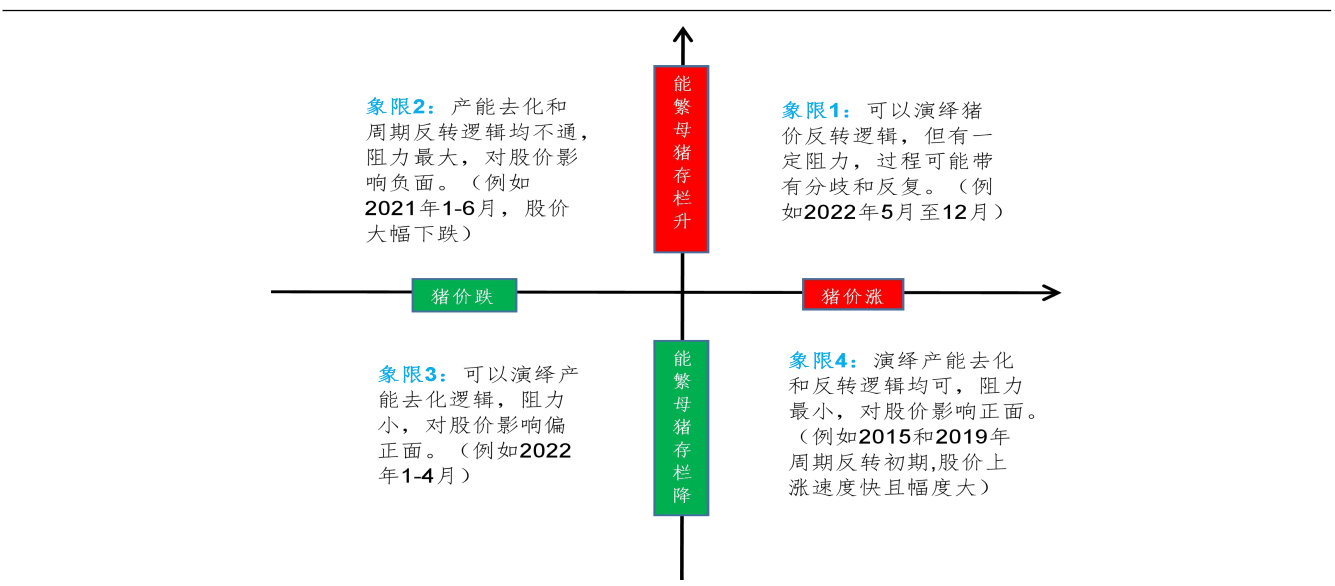 象限2：产能去化和
周期反转逻辑均不通，
阻力最大，对股价影
响负面。（例如
2021年1-6月，股价
大幅下跌）
能繁母猪存栏升
象限1：可以演绎猪
价反转逻辑，但有一
定阻力，过程可能带
有分歧和反复。（例
如2022年5月至12月）
猪价跌
猪价涨
象限3：可以演绎产
能去化逻辑，阻力
小，对股价影响偏
正面。（例如2022
年1-4月）
能繁母猪存栏降
象限4：演绎产能去化
和反转逻辑均可，阻力
最小，对股价影响正面。
（例如2015和2019年
周期反转初期,股价上
涨速度快且幅度大）